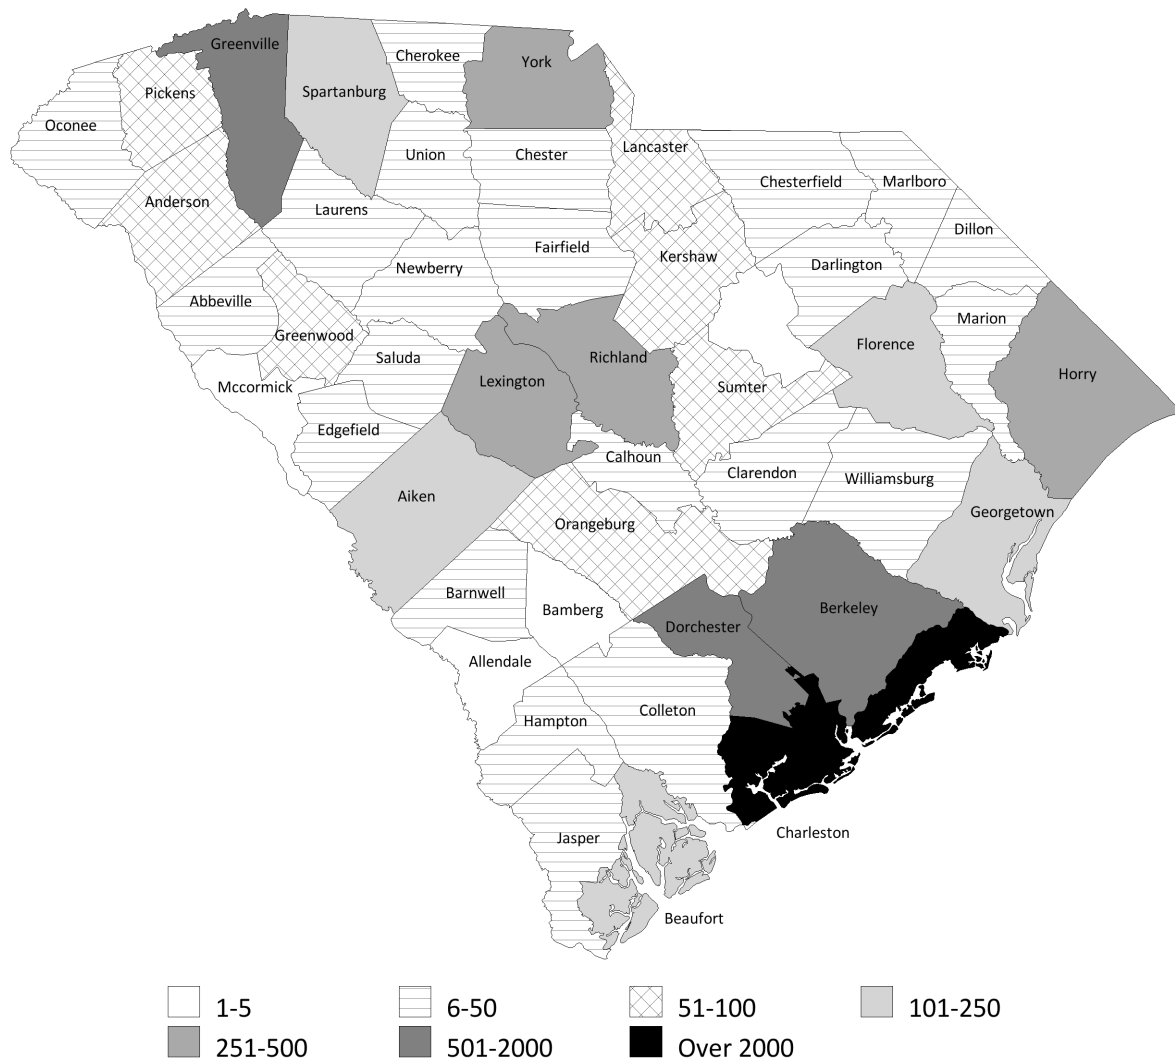 Greenville
Cherokee
York
Pickens
Spartanburg
Oconee
Union
Chester
Lancaster
Chesterfield
Marlboro
Anderson
Laurens
Dillon
Fairfield
Kershaw
Newberry
Darlington
Abbeville
Greenwood
Marion
Florence
Saluda
Richland
Horry
Mccormick
Lexington
Sumter
Edgefield
Calhoun
Clarendon
Williamsburg
Aiken
Orangeburg
Georgetown
Barnwell
Bamberg
Berkeley
Dorchester
Allendale
Colleton
Hampton
Jasper
Charleston
Beaufort
1-5 6-50 51-100 101-250
251-500 501-2000 Over 2000